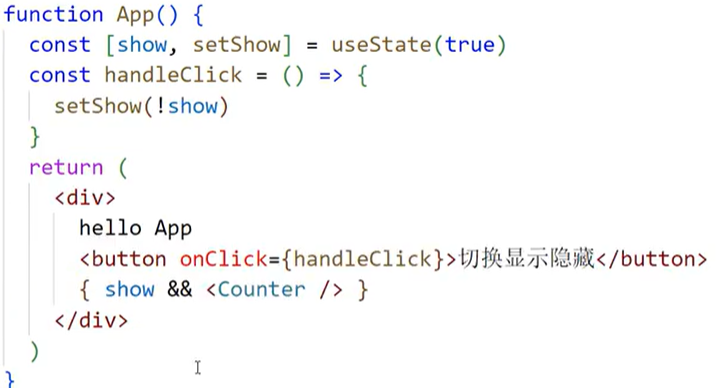 function App() {
  const [show, setShow] = useState(true)
  const handleClick = () => {
    setShow(!show)
  }
  return (
    <div>
      hello App
      <button onClick={handleClick}>切换显示隐藏</button>
      { show && <Counter /> }
    </div>
  )
}